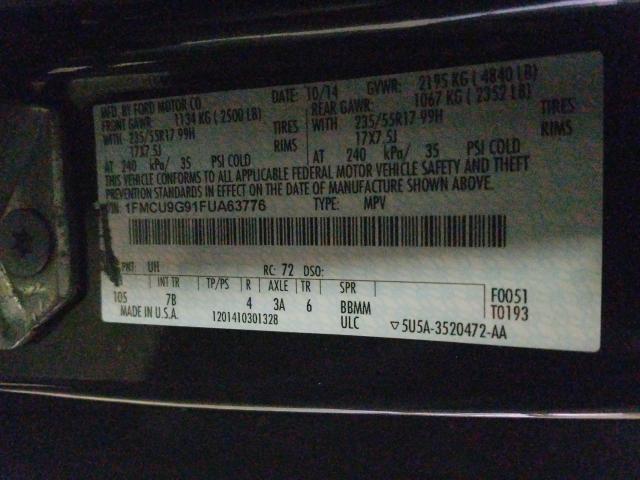 MFD. BY FORD MOTOR CO. DATE: 10/14 GVWR: 2195 KG ( 4840 LB)
FRONT GAWR: 1134 KG ( 2500 LB) REAR GAWR: 1067 KG ( 2352 LB)
WITH 235/55R17 99H TIRES WITH 235/55R17 99H TIRES
17X7.5J RIMS 17X7.5J RIMS
AT 240 kPa/ 35 PSI COLD AT 240 kPa/ 35 PSI COLD
THIS VEHICLE CONFORMS TO ALL APPLICABLE FEDERAL MOTOR VEHICLE SAFETY AND THEFT
PREVENTION STANDARDS IN EFFECT ON THE DATE OF MANUFACTURE SHOWN ABOVE.
1FMCU9G91FUA63776 TYPE: MPV
PNT: UH RC: 72 DSO:
INT TR TP/PS R AXLE TR SPR
105 7B 4 3A 6 BBMM F0051
MADE IN U.S.A. 1201410301328 ULC T0193
▽5U5A-3520472-AA